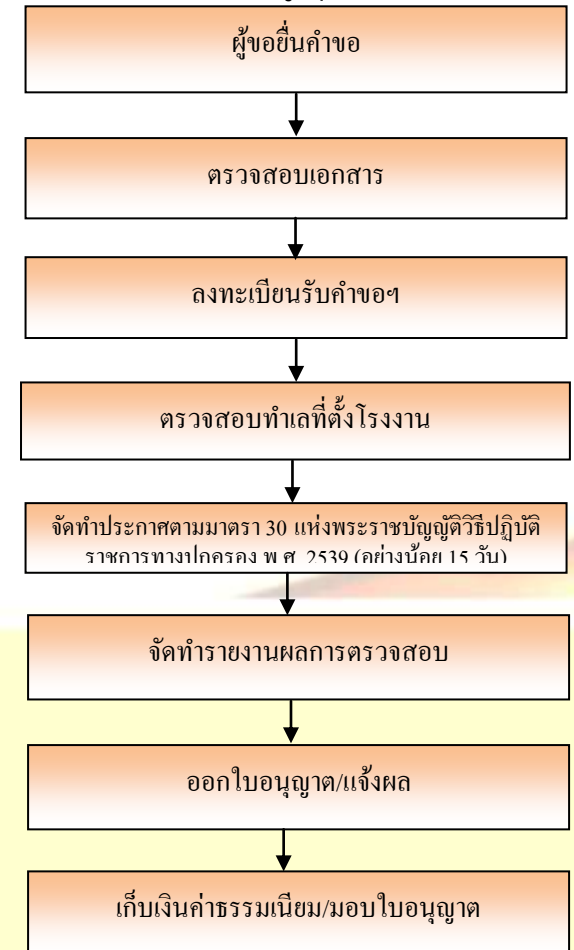 ผู้ขอยื่นคำขอ
ตรวจสอบเอกสาร
ลงทะเบียนรับคำขอฯ
ตรวจสอบทำเลที่ตั้งโรงงาน
จัดทำประกาศตามมาตรา 30 แห่งพระราชบัญญัติวิธีปฏิบัติ
ราชการทางปกครอง พ.ศ. 2539 (อย่างน้อย 15 วัน)
จัดทำรายงานผลการตรวจสอบ
ออกใบอนุญาต/แจ้งผล
เก็บเงินค่าธรรมเนียม/มอบใบอนุญาต